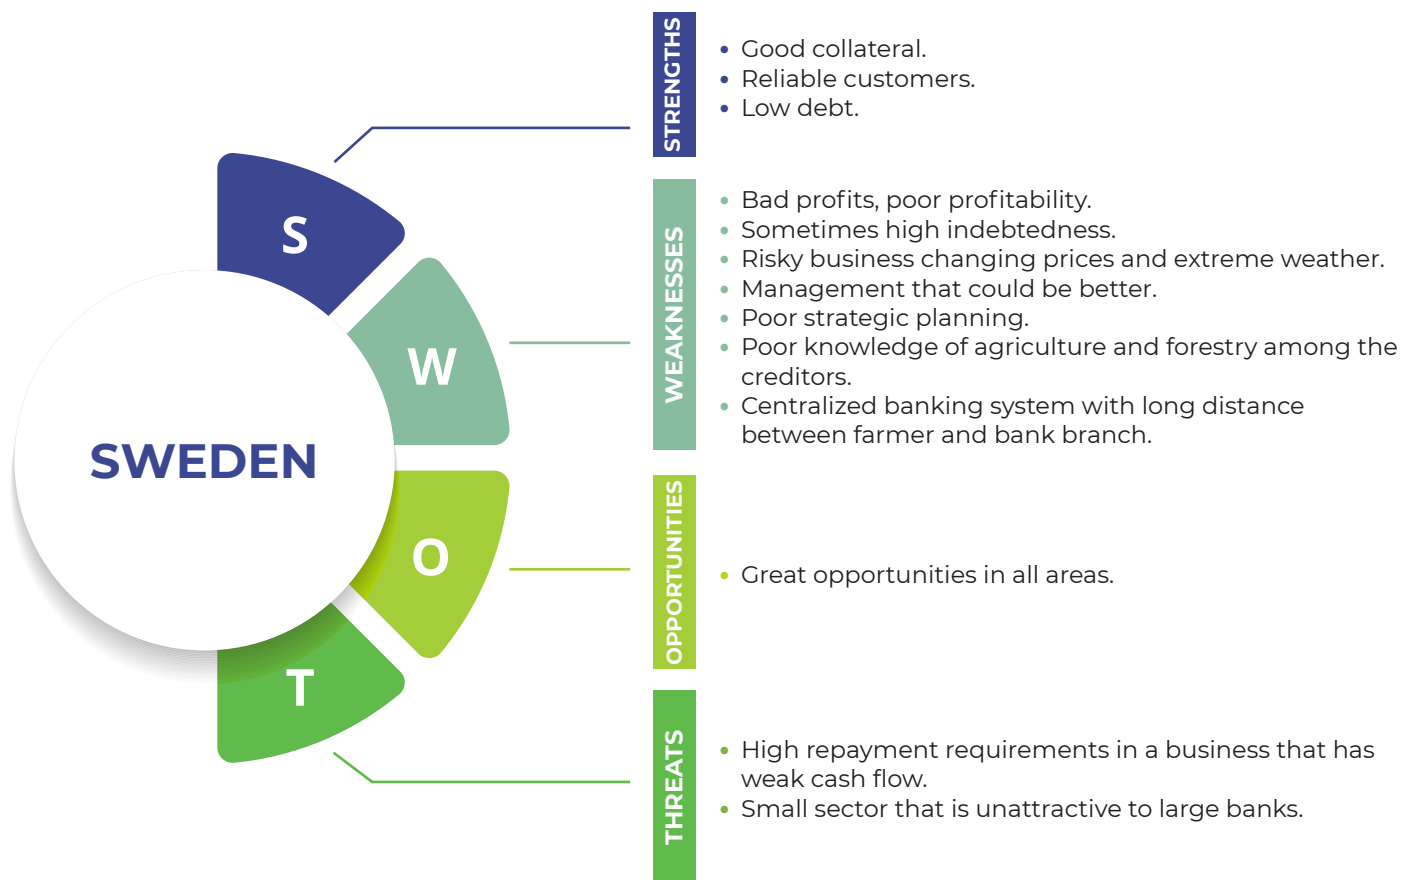 SWEDEN
S
W
O
T
STRENGTHS
Good collateral.
Reliable customers.
Low debt.
WEAKNESSES
Bad profits, poor profitability.
Sometimes high indebtedness.
Risky business changing prices and extreme weather.
Management that could be better.
Poor strategic planning.
Poor knowledge of agriculture and forestry among the
creditors.
Centralized banking system with long distance
between farmer and bank branch.
OPPORTUNITIES
Great opportunities in all areas.
THREATS
High repayment requirements in a business that has
weak cash flow.
Small sector that is unattractive to large banks.